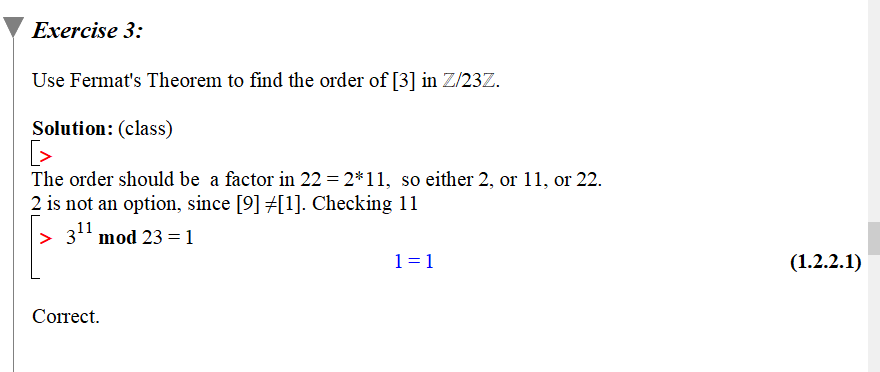 Exercise 3:
Use Fermat's Theorem to find the order of [3] in ℤ/23ℤ.
Solution: (class)
>
The order should be a factor in 22 = 2*11, so either 2, or 11, or 22.
2 is not an option, since [9] ≠[1]. Checking 11
> 3¹¹ mod 23 = 1
1 = 1 (1.2.2.1)
Correct.